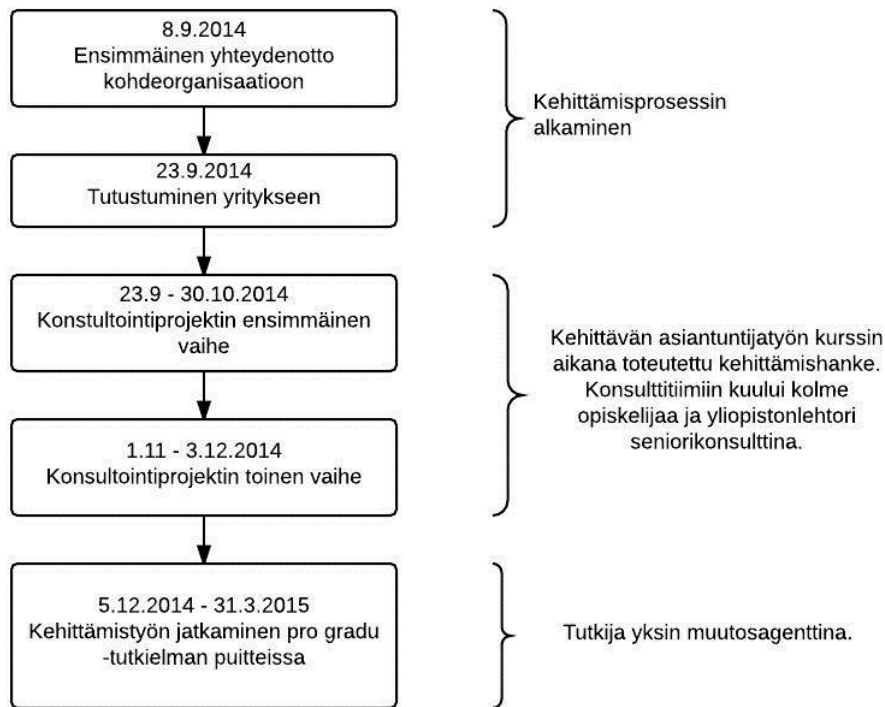 8.9.2014
Ensimmäinen yhteydenotto
kohdeorganisaatioon
Kehittämisprosessin
alkaminen
23.9.2014
Tutustuminen yritykseen
23.9 - 30.10.2014
Konstultointiprojektin ensimmäinen
vaihe
Kehittävän asiantuntijatyön kurssin
aikana toteutettu kehittämishanke.
Konsulttitiimiin kuului kolme
opiskelijaa ja yliopistonlehtori
seniorikonsulttina.
1.11 - 3.12.2014
Konsultointiprojektin toinen vaihe
5.12.2014 - 31.3.2015
Kehittämistyön jatkaminen pro gradu
-tutkielman puitteissa
Tutkija yksin muutosagenttina.